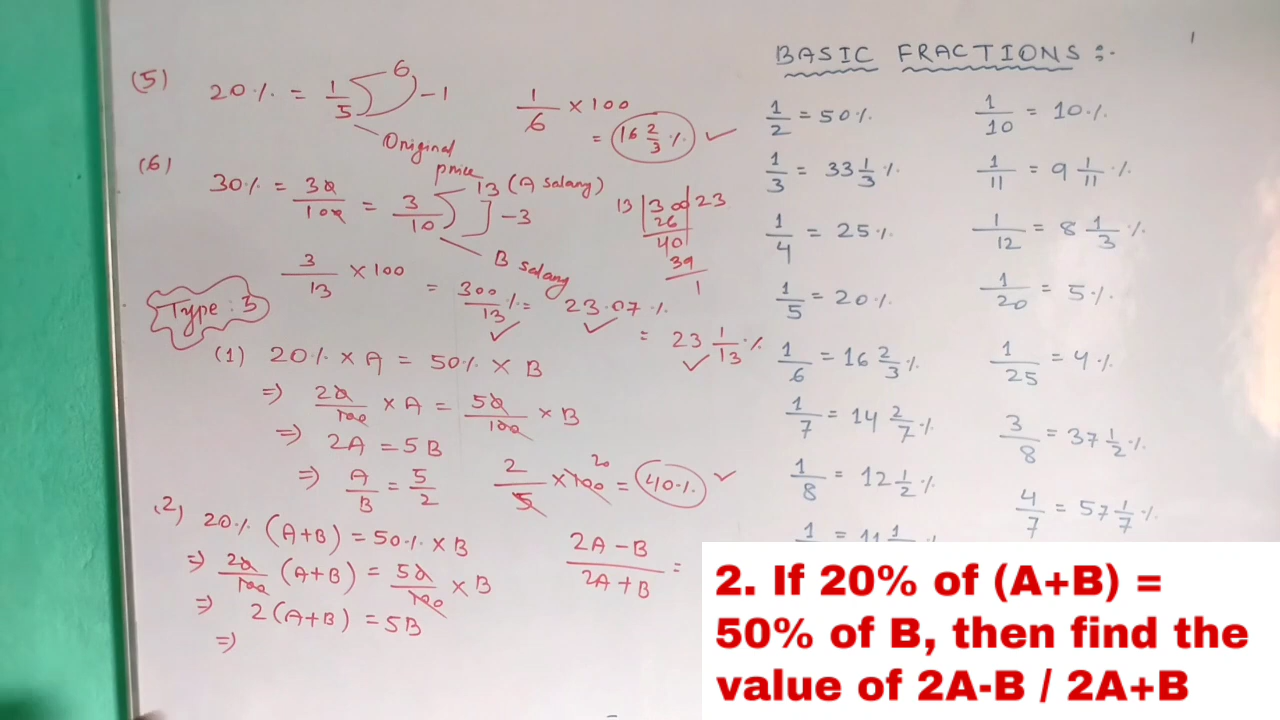 (5) 20% = 1/5 6 -1
1/6 × 100
= 16 2/3 % ✓
Original price
(6) 30% = 30/100 = 3/10 13 (A salary) -3
13 | 300 | 23
26
40
39
1
B salary
3/13 × 100 = 300/13 % = 23.07 %
✓ ✓
= 23 1/13 %
✓
Type : 3
(1) 20% × A = 50% × B
⇒ 20/100 × A = 50/100 × B
⇒ 2A = 5B
⇒ A/B = 5/2
2/5 × 100 20 = 40% ✓
(2) 20% (A+B) = 50% × B
⇒ 20/100 (A+B) = 50/100 × B
⇒ 2(A+B) = 5B
⇒
2A-B / 2A+B =
BASIC FRACTIONS :-
1/2 = 50%
1/3 = 33 1/3 %
1/4 = 25%
1/5 = 20%
1/6 = 16 2/3 %
1/7 = 14 2/7 %
1/8 = 12 1/2 %
1/10 = 10%
1/11 = 9 1/11 %
1/12 = 8 1/3 %
1/20 = 5%
1/25 = 4%
3/8 = 37 1/2 %
4/7 = 57 1/7 %
2. If 20% of (A+B) =
50% of B, then find the
value of 2A-B / 2A+B